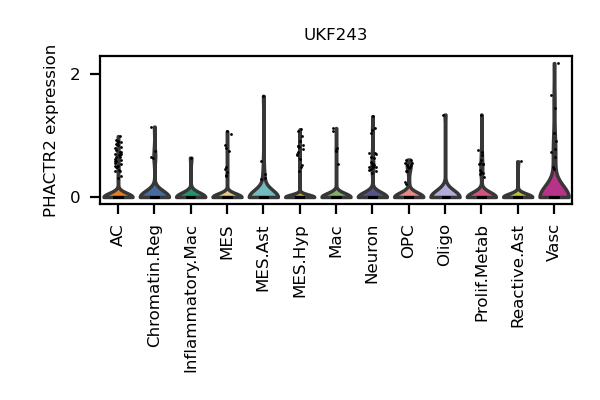 UKF243
PHACTR2 expression
2
0
AC
Chromatin.Reg
Inflammatory.Mac
MES
MES.Ast
MES.Hyp
Mac
Neuron
OPC
Oligo
Prolif.Metab
Reactive.Ast
Vasc